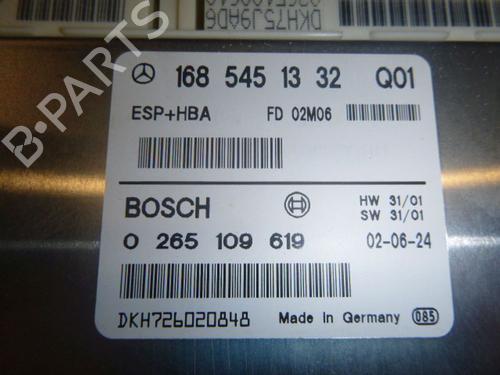 DKH75J9AD6
168 545 13 32 Q01
ESP+HBA FD 02M06
BOSCH HW 31/01
SW 31/01
0 265 109 619 02-06-24
DKH726020848 Made in Germany 085
B-PARTS